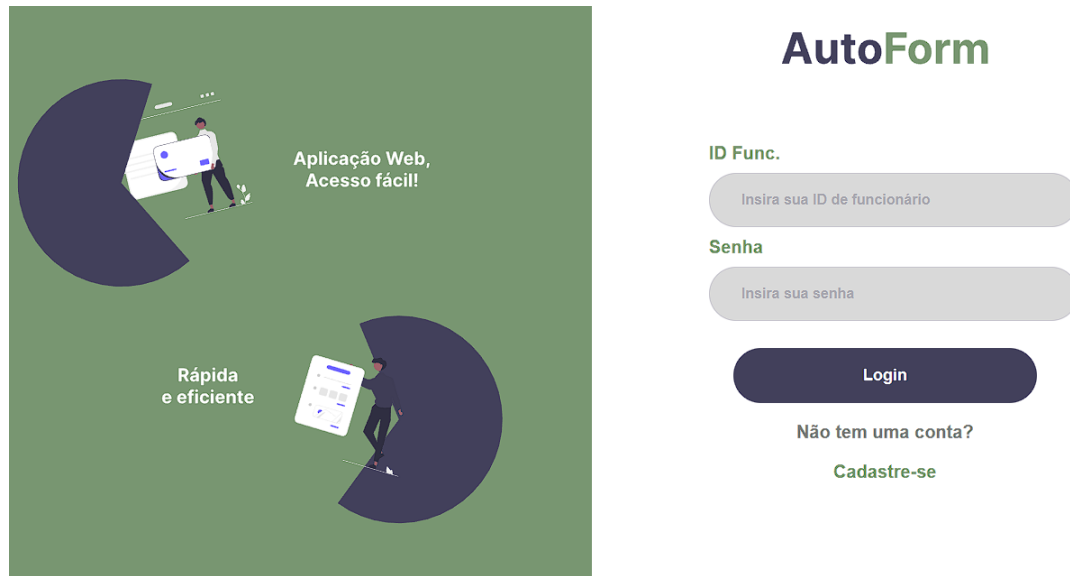 Aplicação Web,
Acesso fácil!
Rápida
e eficiente
AutoForm
ID Func.
Insira sua ID de funcionário
Senha
Insira sua senha
Login
Não tem uma conta?
Cadastre-se